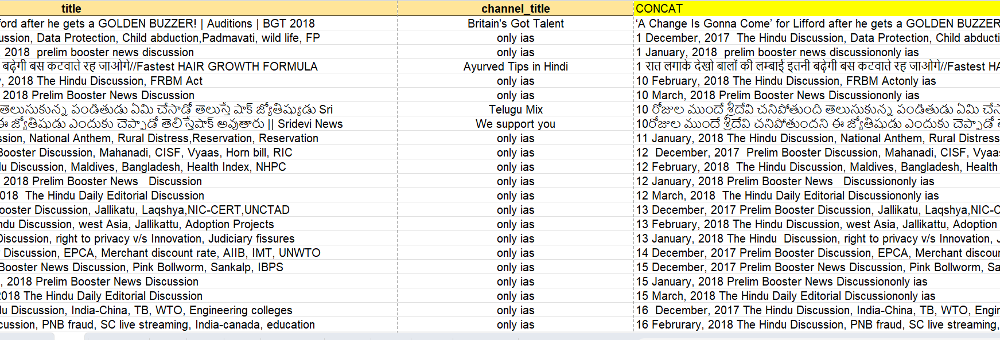 title channel_title CONCAT
ford after he gets a GOLDEN BUZZER! | Auditions | BGT 2018 Britain's Got Talent ‘A Change Is Gonna Come’ for Lifford after he gets a GOLDEN BUZZER
ussion, Data Protection, Child abduction,Padmavati, wild life, FP only ias 1 December, 2017  The Hindu Discussion, Data Protection, Child abducti
2018  prelim booster news discussion only ias 1 January, 2018  prelim booster news discussiononly ias
बढ़ेगी बस कटवाते रह जाओगे//Fastest HAIR GROWTH FORMULA Ayurved Tips in Hindi 1 रात लगाके देखो बालों की लम्बाई इतनी बढ़ेगी बस कटवाते रह जाओगे//Fastest HA
, 2018 The Hindu Discussion, FRBM Act only ias 10 February, 2018 The Hindu Discussion, FRBM Actonly ias
2018 Prelim Booster News Discussion only ias 10 March, 2018 Prelim Booster News Discussiononly ias
తెలుసుకున్న పండితుడు ఏమి చేసాడో తెలుస్తే షాక్ జ్యోతిష్యుడు Sri Telugu Mix 10 రోజుల ముందే శ్రీదేవి చనిపోతుంది తెలుసుకున్న పండితుడు ఏమి చేస
ఈ జ్యోతిషుడు ఎందుకు చెప్పాడో తెలిస్తేషాక్ అవుతారు || Sridevi News We support you 10రోజుల ముందే శ్రీదేవి చనిపోతుందని ఈ జ్యోతిషుడు ఎందుకు చెప్పాడో
sion, National Anthem, Rural Distress,Reservation, Reservation only ias 11 January, 2018 The Hindu Discussion, National Anthem, Rural Distress
Booster Discussion, Mahanadi, CISF, Vyaas, Horn bill, RIC only ias 12  December, 2017  Prelim Booster Discussion, Mahanadi, CISF, Vyaas
u Discussion, Maldives, Bangladesh, Health Index, NHPC only ias 12 February, 2018  The Hindu Discussion, Maldives, Bangladesh, Health
2018 Prelim Booster News   Discussion only ias 12 January, 2018 Prelim Booster News   Discussiononly ias
018  The Hindu Daily Editorial Discussion only ias 12 March, 2018  The Hindu Daily Editorial Discussiononly ias
ooster Discussion, Jallikatu, Laqshya,NIC-CERT,UNCTAD only ias 13 December, 2017 Prelim Booster Discussion, Jallikatu, Laqshya,NIC-C
ndu Discussion, west Asia, Jallikattu, Adoption Projects only ias 13 February, 2018 The Hindu Discussion, west Asia, Jallikattu, Adoption
Discussion, right to privacy v/s Innovation, Judiciary fissures only ias 13 January, 2018 The Hindu  Discussion, right to privacy v/s Innovation, J
Discussion, EPCA, Merchant discount rate, AIIB, IMT, UNWTO only ias 14 December, 2017 Prelim Booster Discussion, EPCA, Merchant discour
Booster News Discussion, Pink Bollworm, Sankalp, IBPS only ias 15 December, 2017 Prelim Booster News Discussion, Pink Bollworm, Sa
, 2018 Prelim Booster News Discussion only ias 15 January, 2018 Prelim Booster News Discussiononly ias
2018 The Hindu Daily Editorial Discussion only ias 15 March, 2018 The Hindu Daily Editorial Discussiononly ias
lu Discussion, India-China, TB, WTO, Engineering colleges only ias 16  December, 2017 The Hindu Discussion, India-China, TB, WTO, Engir
cussion, PNB fraud, SC live streaming, India-canada, education only ias 16 Februrary, 2018 The Hindu Discussion, PNB fraud, SC live streaming,